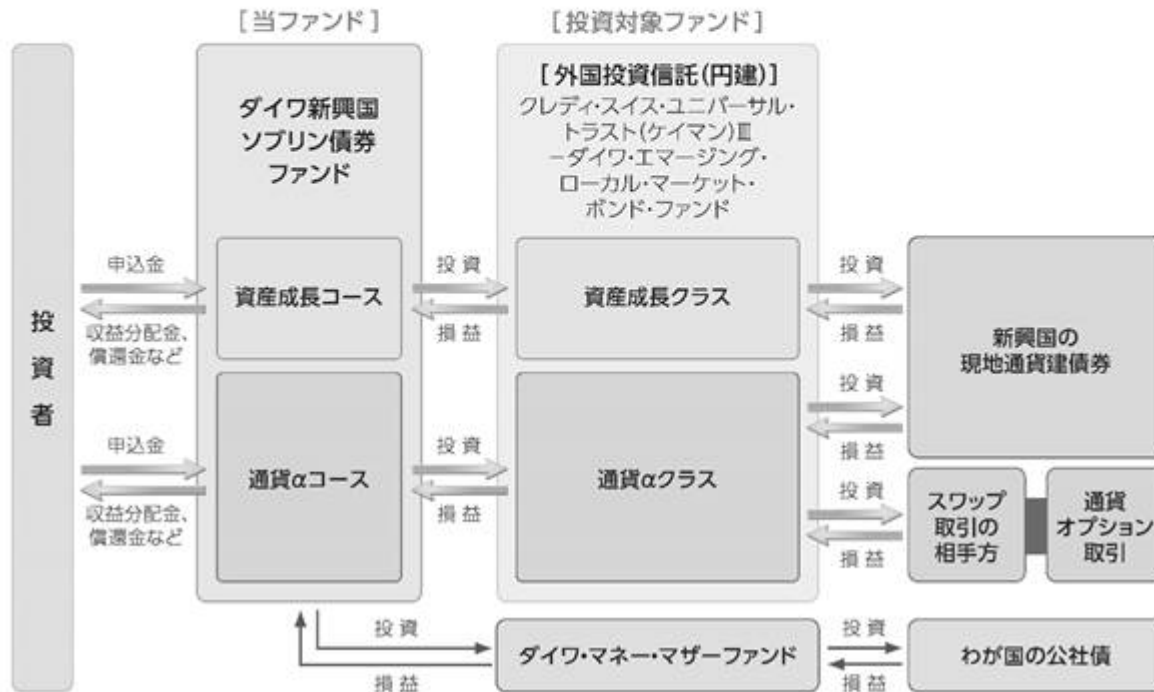 [当ファンド]
[投資対象ファンド]
投資者
ダイワ新興国
ソブリン債券
ファンド
[外国投資信託(円建)]
クレディ・スイス・ユニバーサル・
トラスト(ケイマン)Ⅲ
－ダイワ・エマージング・
ローカル・マーケット・
ボンド・ファンド
申込金
収益分配金、
償還金など
資産成長コース
投資
損益
資産成長クラス
投資
損益
新興国の
現地通貨建債券
申込金
収益分配金、
償還金など
通貨αコース
投資
損益
通貨αクラス
投資
損益
投資
損益
スワップ
取引の
相手方
通貨
オプション
取引
投資
損益
ダイワ・マネー・マザーファンド
投資
損益
わが国の公社債